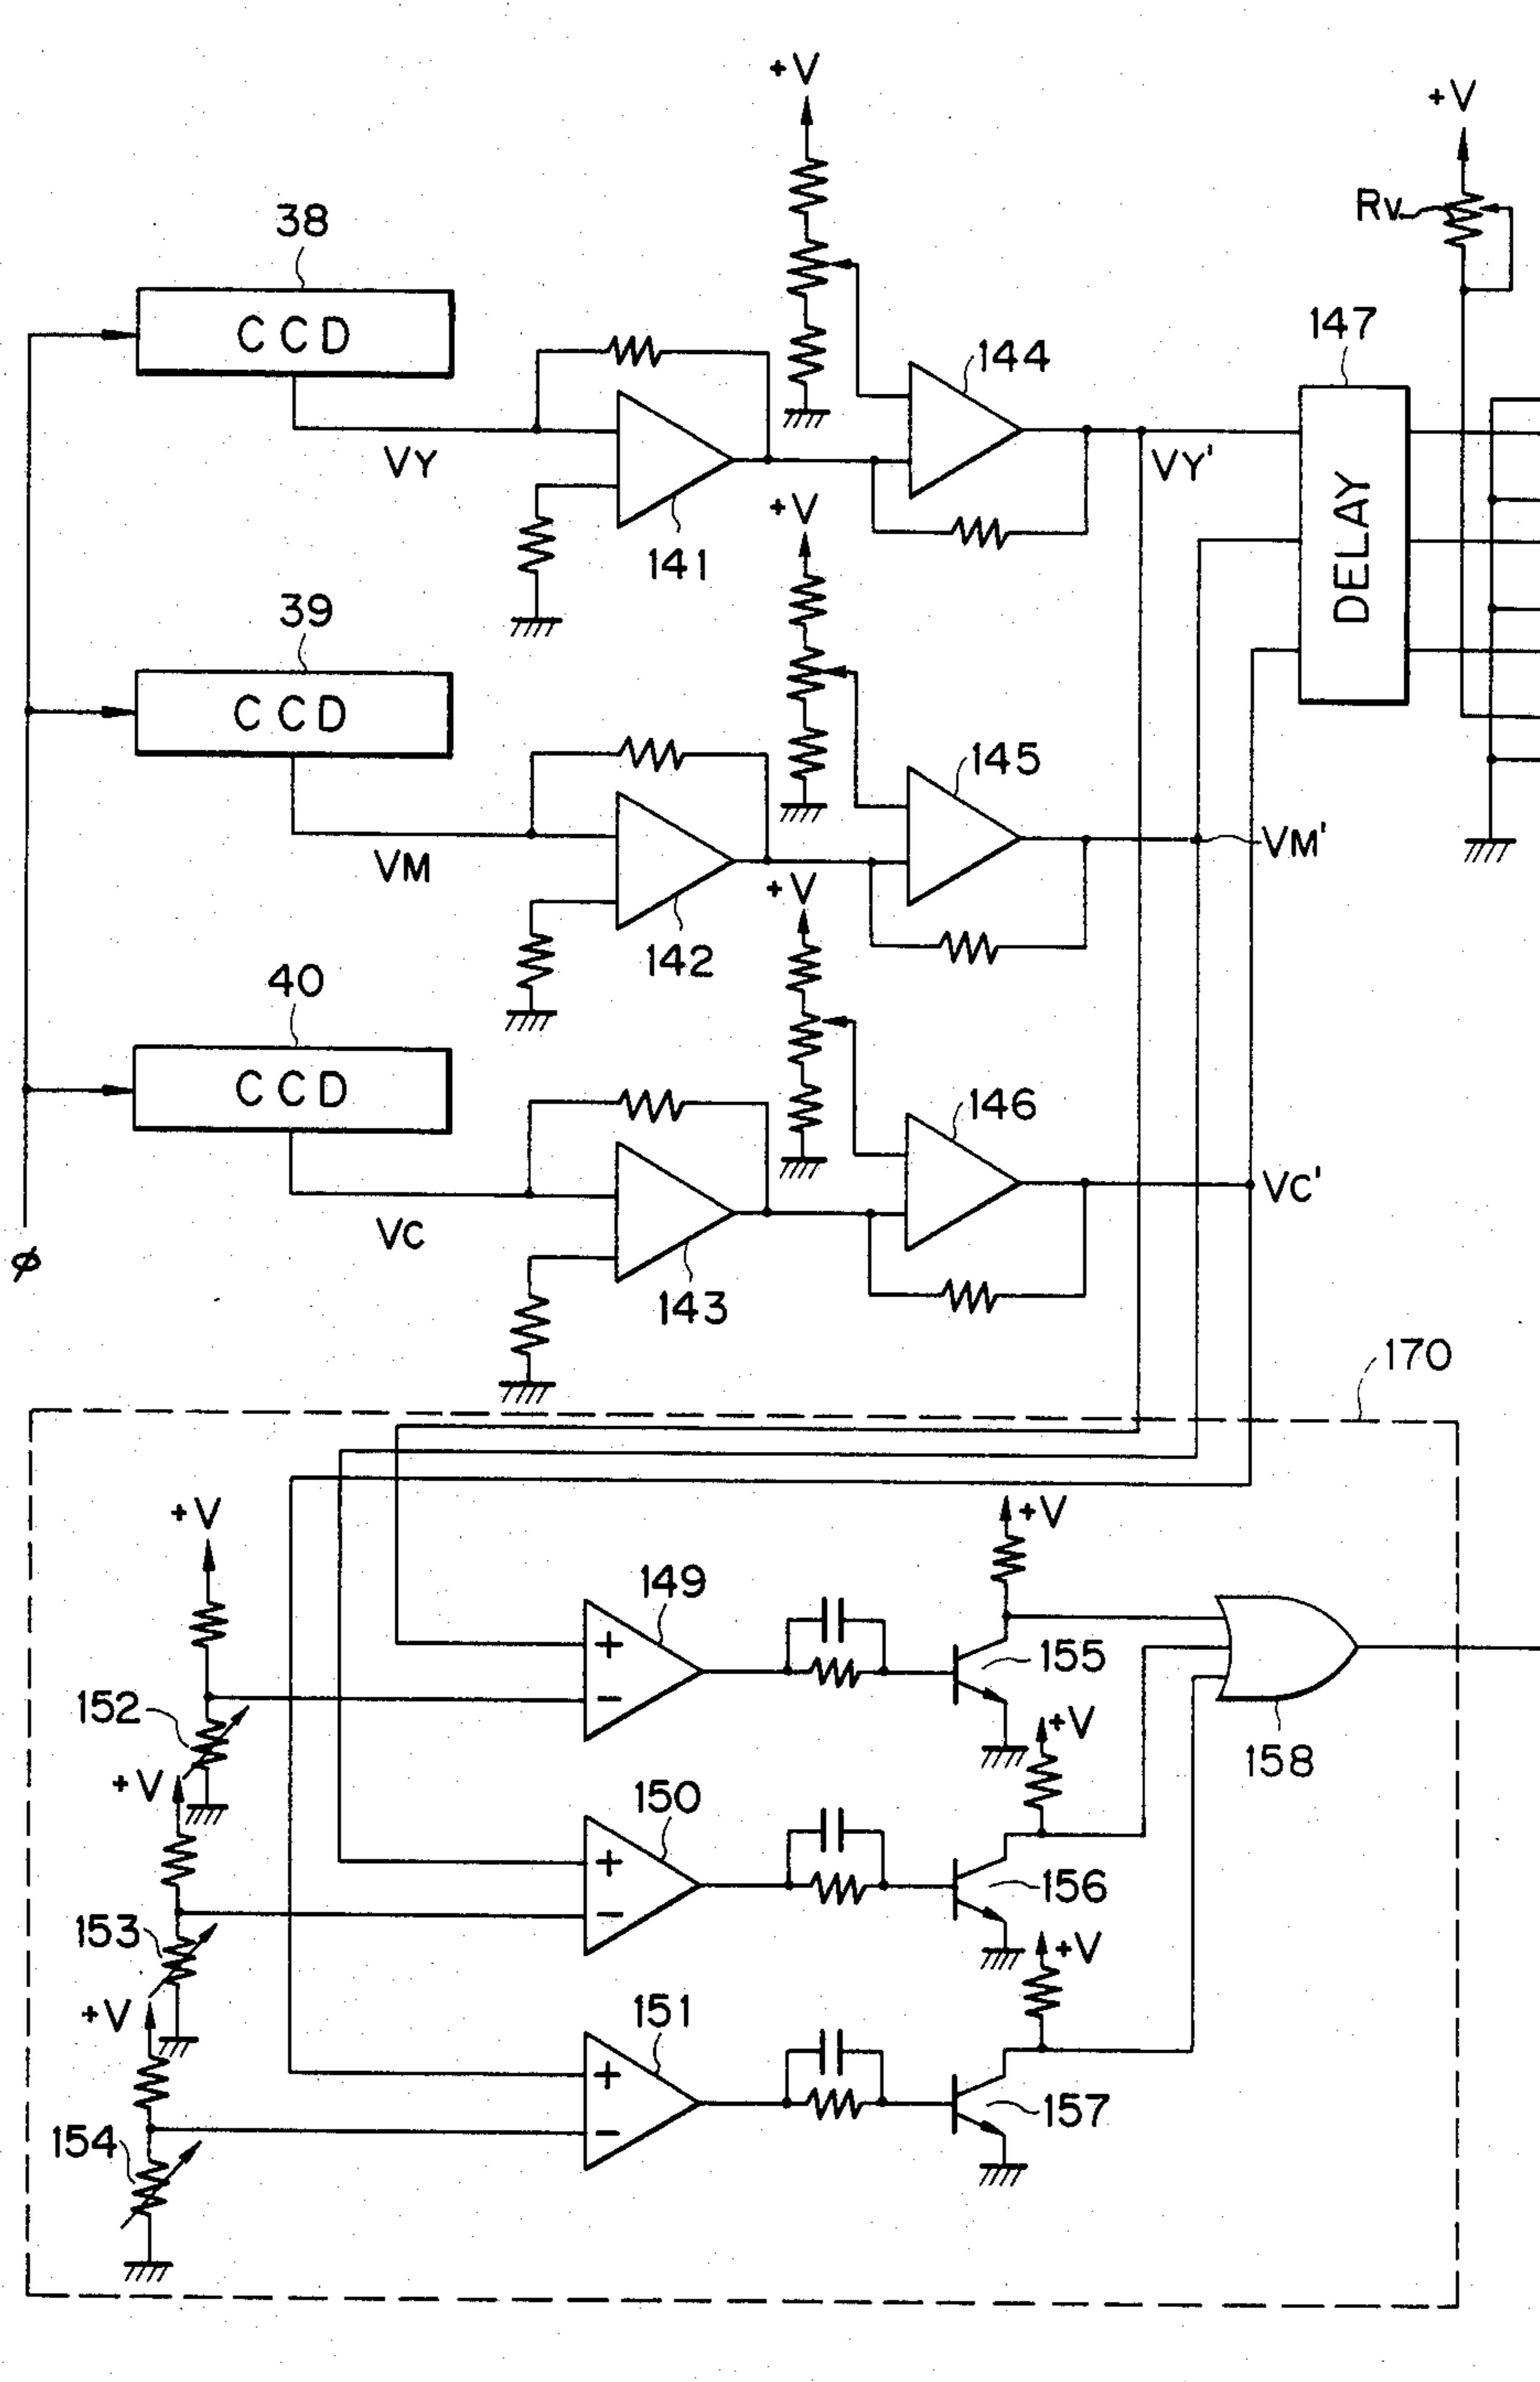 +V
+V
Rv
38
CCD
147
144
VY
VY'
DELAY
+V
141
39
CCD
145
VM
VM'
+V
142
40
CCD
146
VC
VC'
φ
143
170
+V
+V
149
+
155
−
152
+V
158
+V
150
+
156
−
153
+V
+V
151
+
157
−
154